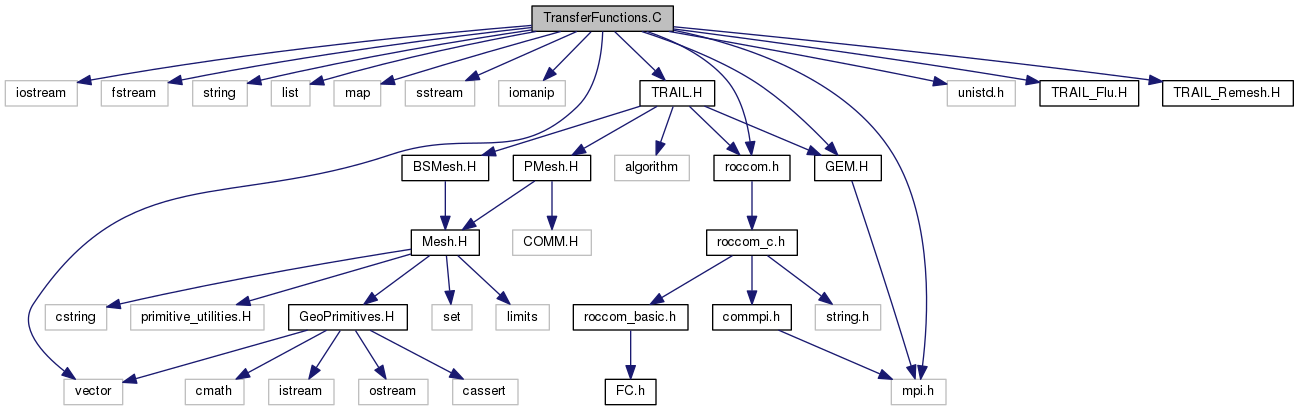 TransferFunctions.C
iostream
fstream
string
list
map
sstream
iomanip
TRAIL.H
unistd.h
TRAIL_Flu.H
TRAIL_Remesh.H
BSMesh.H
PMesh.H
algorithm
roccom.h
GEM.H
Mesh.H
COMM.H
roccom_c.h
cstring
primitive_utilities.H
GeoPrimitives.H
set
limits
roccom_basic.h
commpi.h
string.h
vector
cmath
istream
ostream
cassert
FC.h
mpi.h